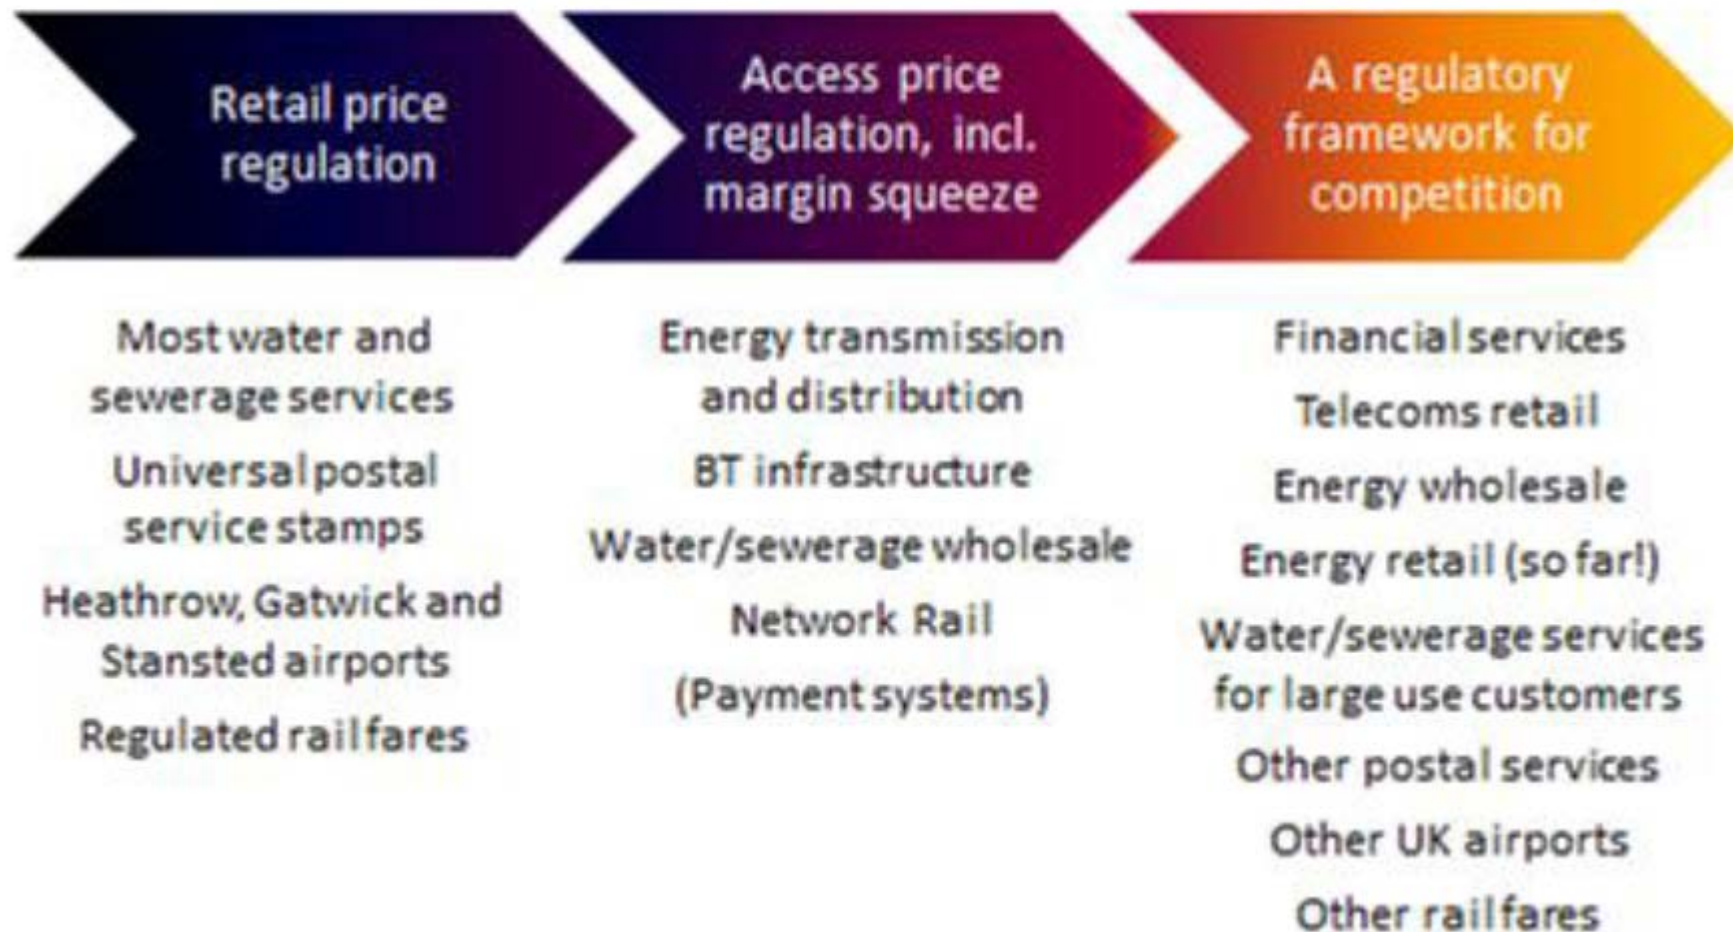 Retail price
regulation
Most water and
sewerage services
Universal postal
service stamps
Heathrow, Gatwick and
Stansted airports
Regulated rail fares
Access price
regulation, incl.
margin squeeze
Energy transmission
and distribution
BT infrastructure
Water/sewerage wholesale
Network Rail
(Payment systems)
A regulatory
framework for
competition
Financial services
Telecoms retail
Energy wholesale
Energy retail (so far!)
Water/sewerage services
for large use customers
Other postal services
Other UK airports
Other rail fares